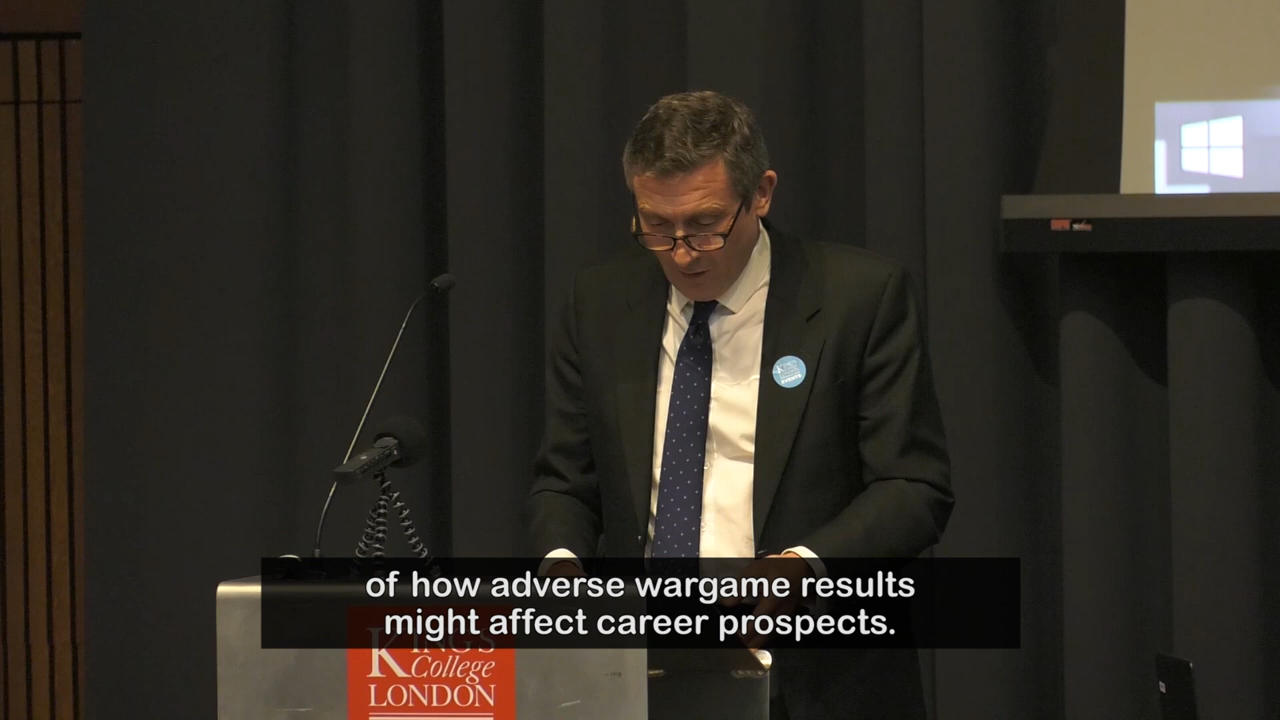 of how adverse wargame results
might affect career prospects.
KING'S
College
LONDON